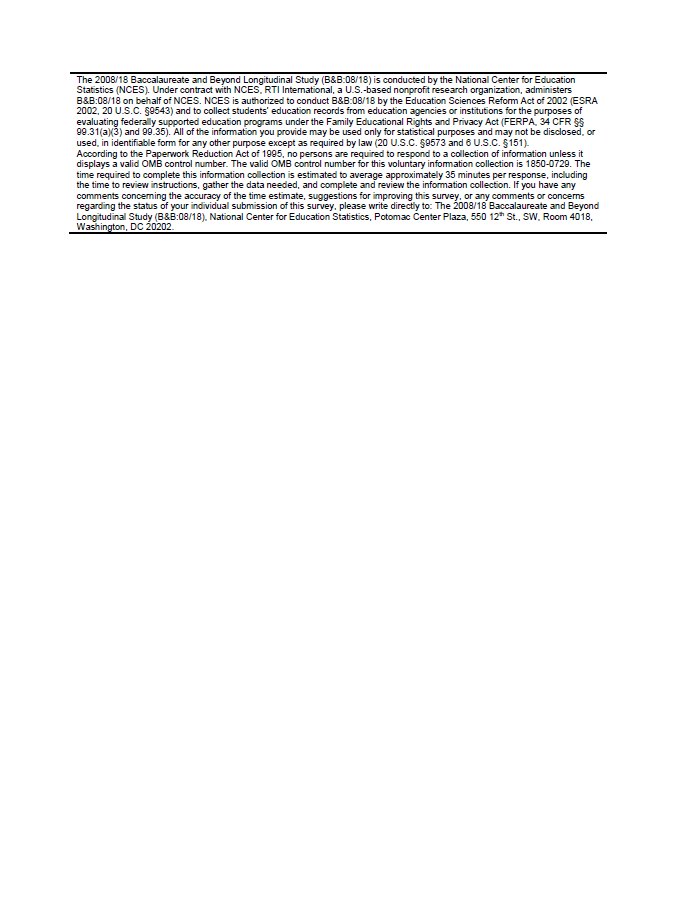 The 2008/18 Baccalaureate and Beyond Longitudinal Study (B&B:08/18) is conducted by the National Center for Education
Statistics (NCES). Under contract with NCES, RTI International, a U.S.-based nonprofit research organization, administers
B&B:08/18 on behalf of NCES. NCES is authorized to conduct B&B:08/18 by the Education Sciences Reform Act of 2002 (ESRA
2002, 20 U.S.C. §9543) and to collect students' education records from education agencies or institutions for the purposes of
evaluating federally supported education programs under the Family Educational Rights and Privacy Act (FERPA, 34 CFR §§
99.31(a)(3) and 99.35). All of the information you provide may be used only for statistical purposes and may not be disclosed, or
used, in identifiable form for any other purpose except as required by law (20 U.S.C. §9573 and 6 U.S.C. §151).
According to the Paperwork Reduction Act of 1995, no persons are required to respond to a collection of information unless it
displays a valid OMB control number. The valid OMB control number for this voluntary information collection is 1850-0729. The
time required to complete this information collection is estimated to average approximately 35 minutes per response, including
the time to review instructions, gather the data needed, and complete and review the information collection. If you have any
comments concerning the accuracy of the time estimate, suggestions for improving this survey, or any comments or concerns
regarding the status of your individual submission of this survey, please write directly to: The 2008/18 Baccalaureate and Beyond
Longitudinal Study (B&B:08/18), National Center for Education Statistics, Potomac Center Plaza, 550 12th St., SW, Room 4018,
Washington, DC 20202.